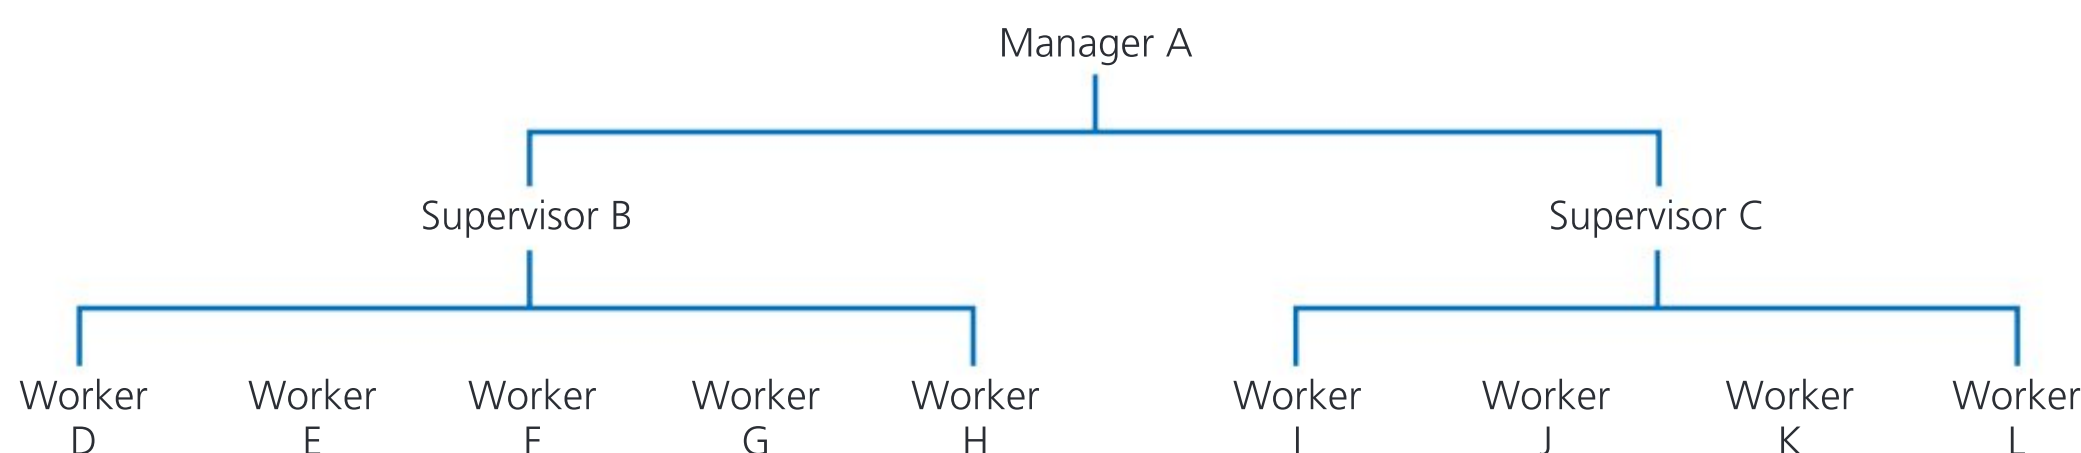 Manager A
Supervisor B
Supervisor C
Worker D
Worker E
Worker F
Worker G
Worker H
Worker I
Worker J
Worker K
Worker L